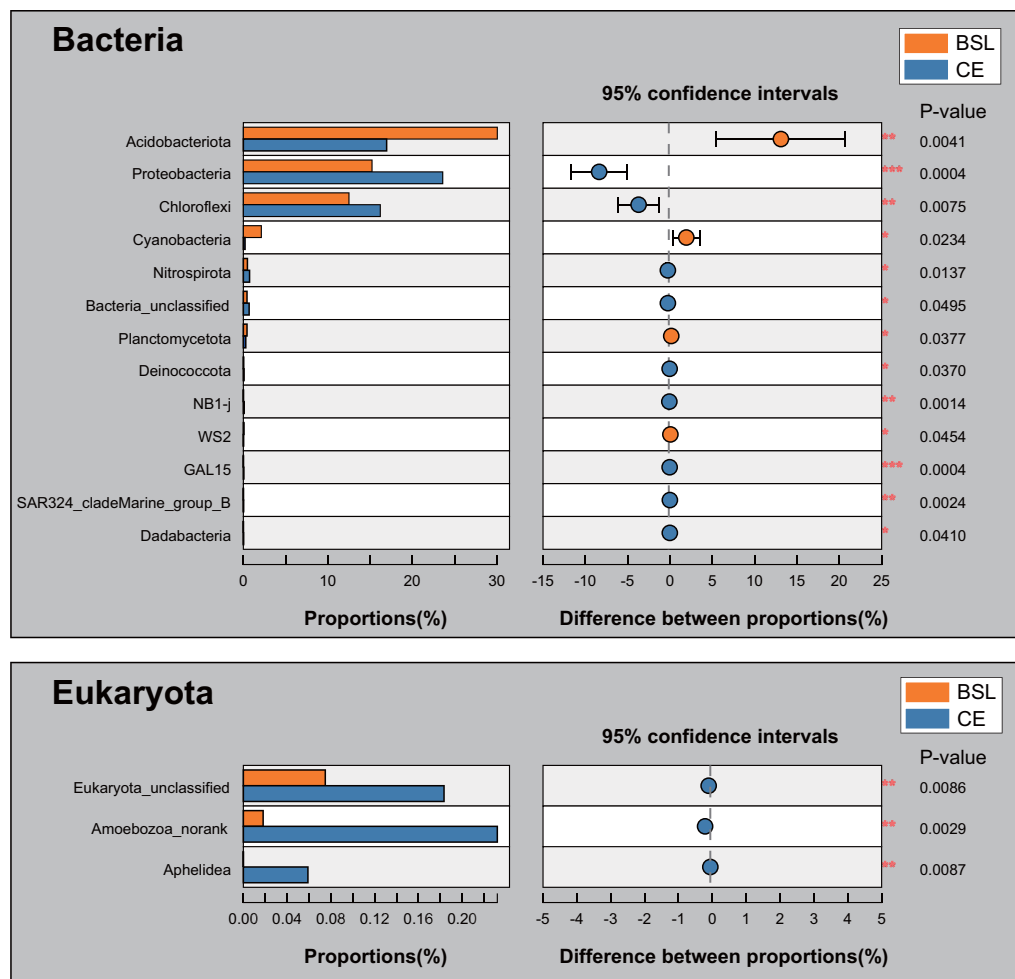 Bacteria
BSL
CE
95% confidence intervals
P-value
Acidobacteriota
** 0.0041
Proteobacteria
*** 0.0004
Chloroflexi
** 0.0075
Cyanobacteria
* 0.0234
Nitrospirota
* 0.0137
Bacteria_unclassified
* 0.0495
Planctomycetota
* 0.0377
Deinococcota
* 0.0370
NB1-j
** 0.0014
WS2
* 0.0454
GAL15
*** 0.0004
SAR324_cladeMarine_group_B
** 0.0024
Dadabacteria
* 0.0410
0 10 20 30
-15 -10 -5 0 5 10 15 20 25
Proportions(%)
Difference between proportions(%)
Eukaryota
BSL
CE
95% confidence intervals
P-value
Eukaryota_unclassified
** 0.0086
Amoebozoa_norank
** 0.0029
Aphelidea
** 0.0087
0.00 0.04 0.08 0.12 0.16 0.20
-5 -4 -3 -2 -1 0 1 2 3 4 5
Proportions(%)
Difference between proportions(%)